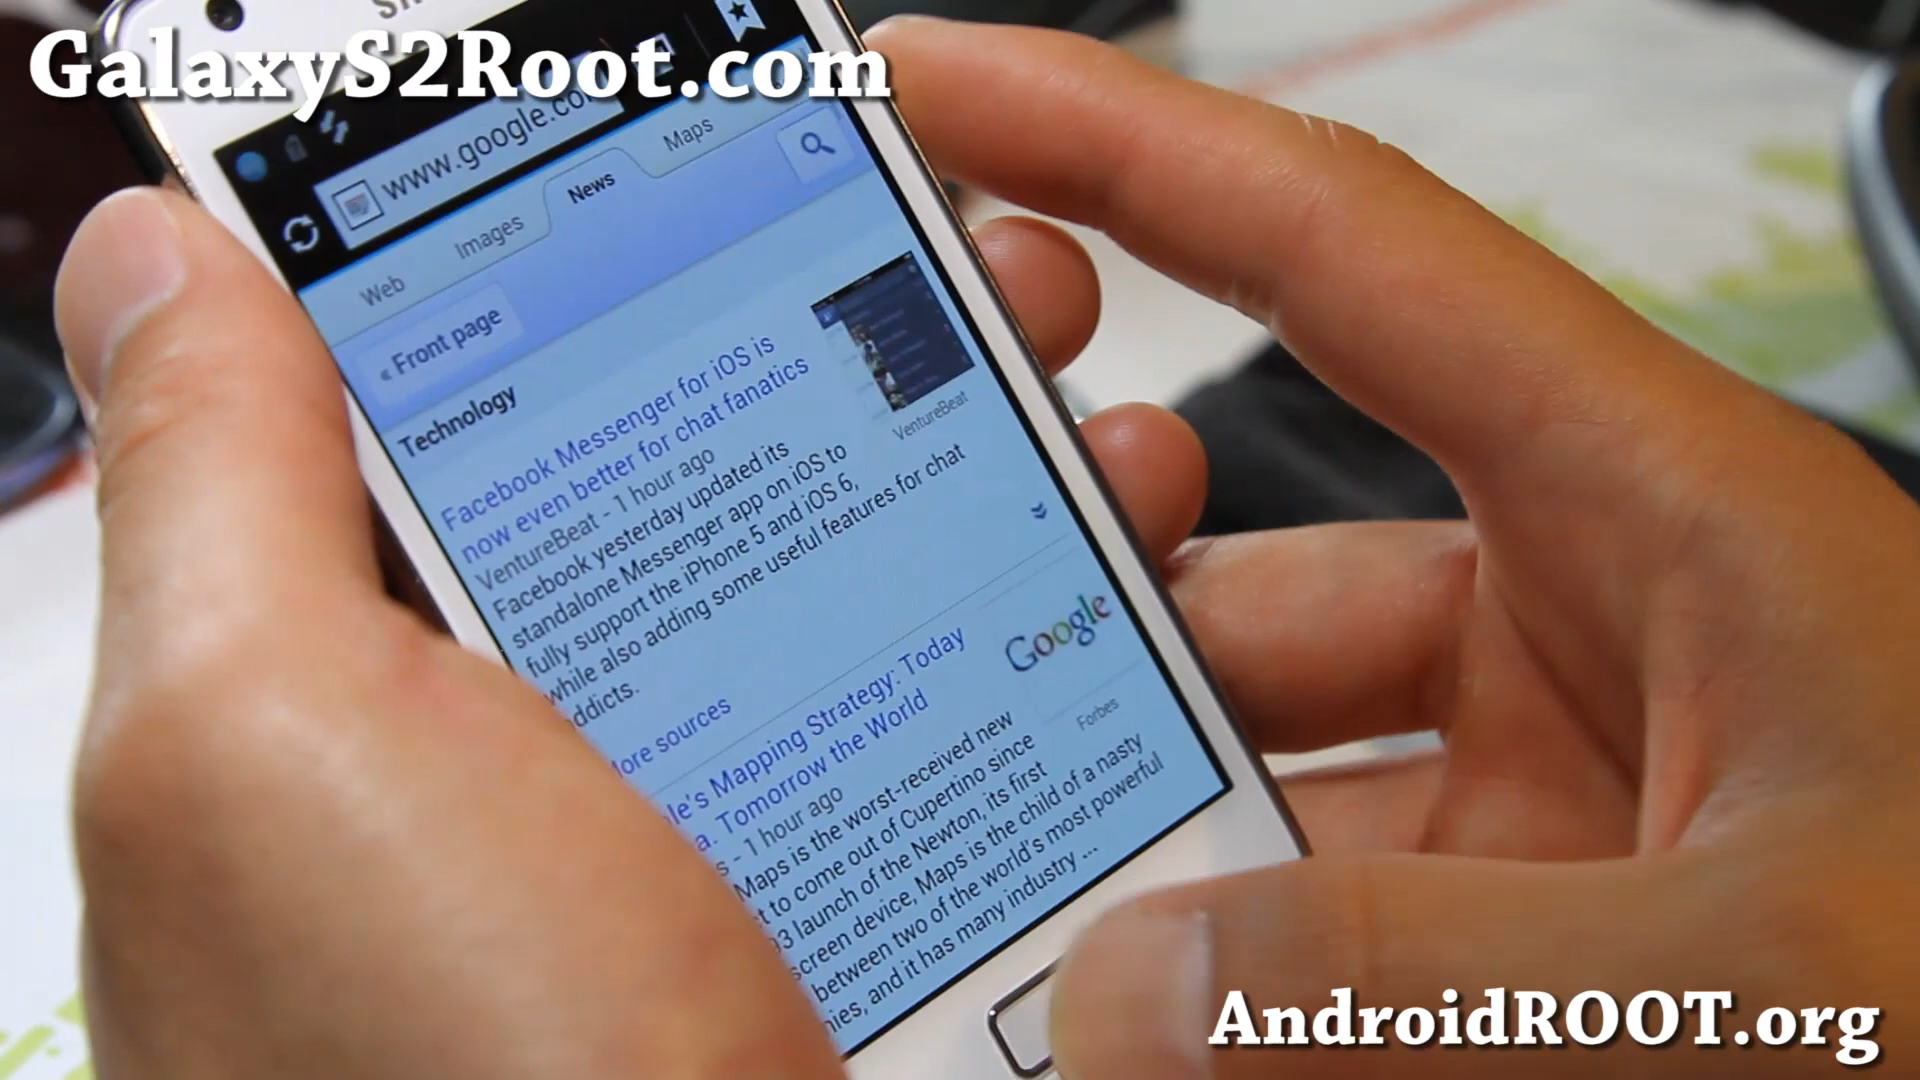 GalaxyS2Root.com
www.google.com
Web Images News Maps
« Front page
Technology
Facebook Messenger for iOS is
now even better for chat fanatics
VentureBeat - 1 hour ago
Facebook yesterday updated its
standalone Messenger app on iOS to
fully support the iPhone 5 and iOS 6,
while also adding some useful features for chat
addicts.
VentureBeat
More sources
le's Mapping Strategy: Today
a. Tomorrow the World
s - 1 hour ago
Maps is the worst-received new
t to come out of Cupertino since
3 launch of the Newton, its first
screen device, Maps is the child of a nasty
between two of the world's most powerful
nies, and it has many industry ...
Google
Forbes
AndroidROOT.org